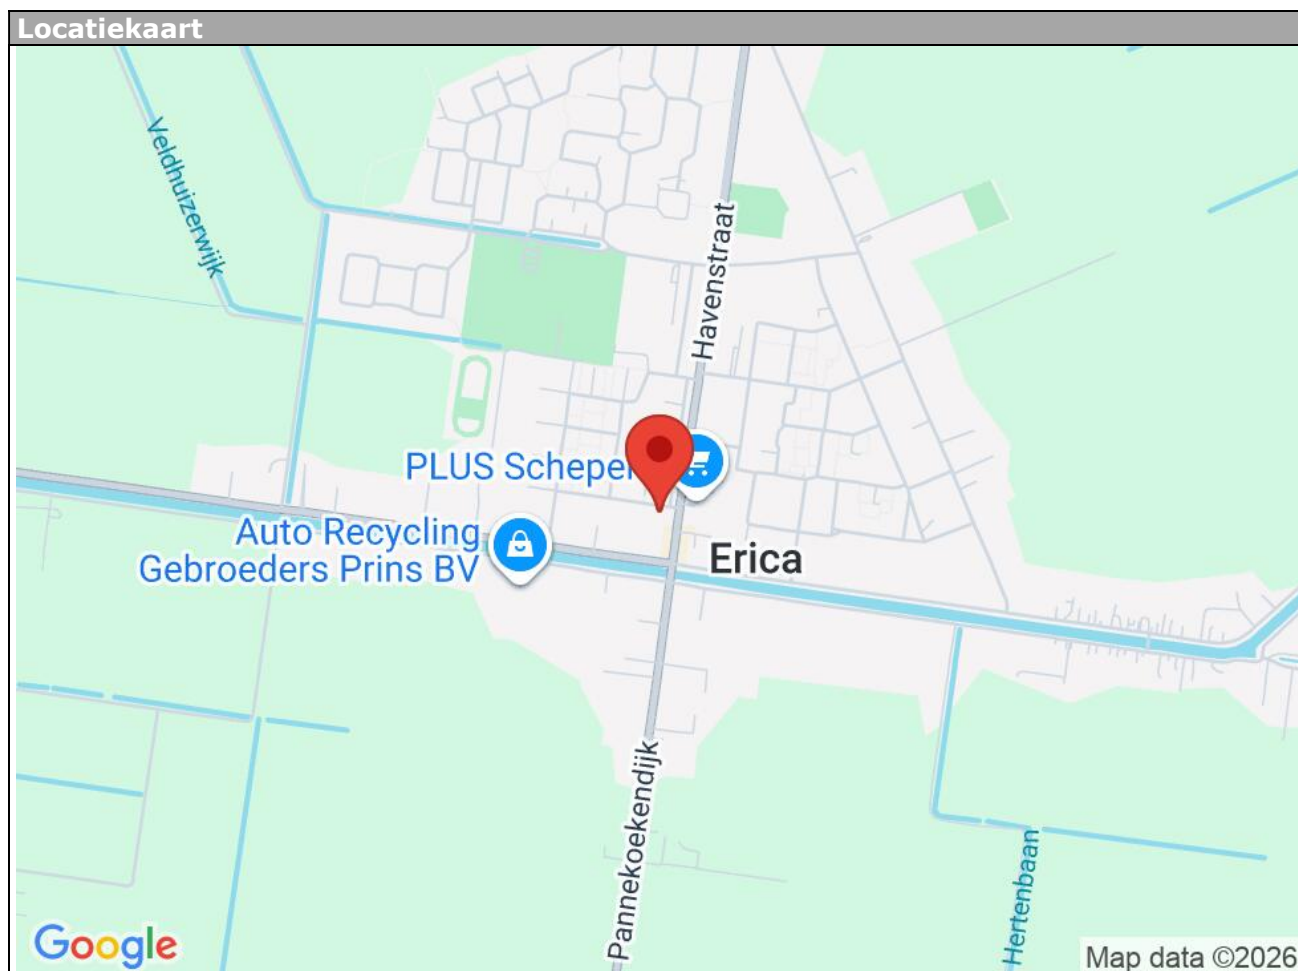 Locatiekaart
Veldhuizerwijk
Havenstraat
PLUS Scheper
Auto Recycling
Gebroeders Prins BV
Erica
Pannekoekendijk
Hertenbaan
Google
Map data ©2026